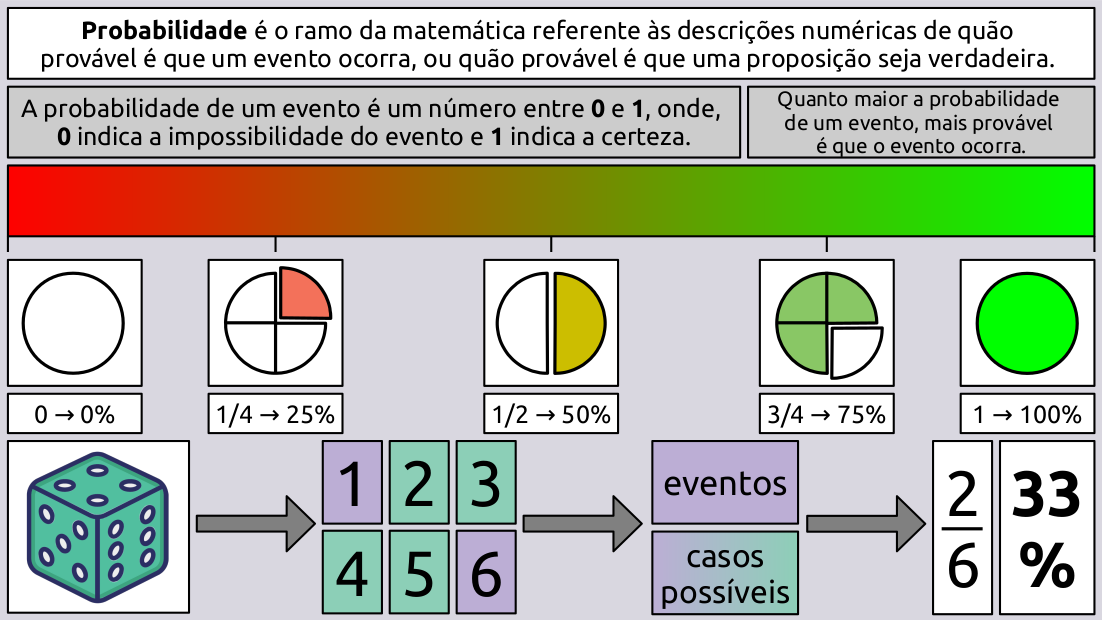 Probabilidade é o ramo da matemática referente às descrições numéricas de quão
provável é que um evento ocorra, ou quão provável é que uma proposição seja verdadeira.
A probabilidade de um evento é um número entre 0 e 1, onde,
0 indica a impossibilidade do evento e 1 indica a certeza.
Quanto maior a probabilidade
de um evento, mais provável
é que o evento ocorra.
0 → 0%
1/4 → 25%
1/2 → 50%
3/4 → 75%
1 → 100%
1 2 3
4 5 6
eventos
casos
possíveis
2
6
33
%